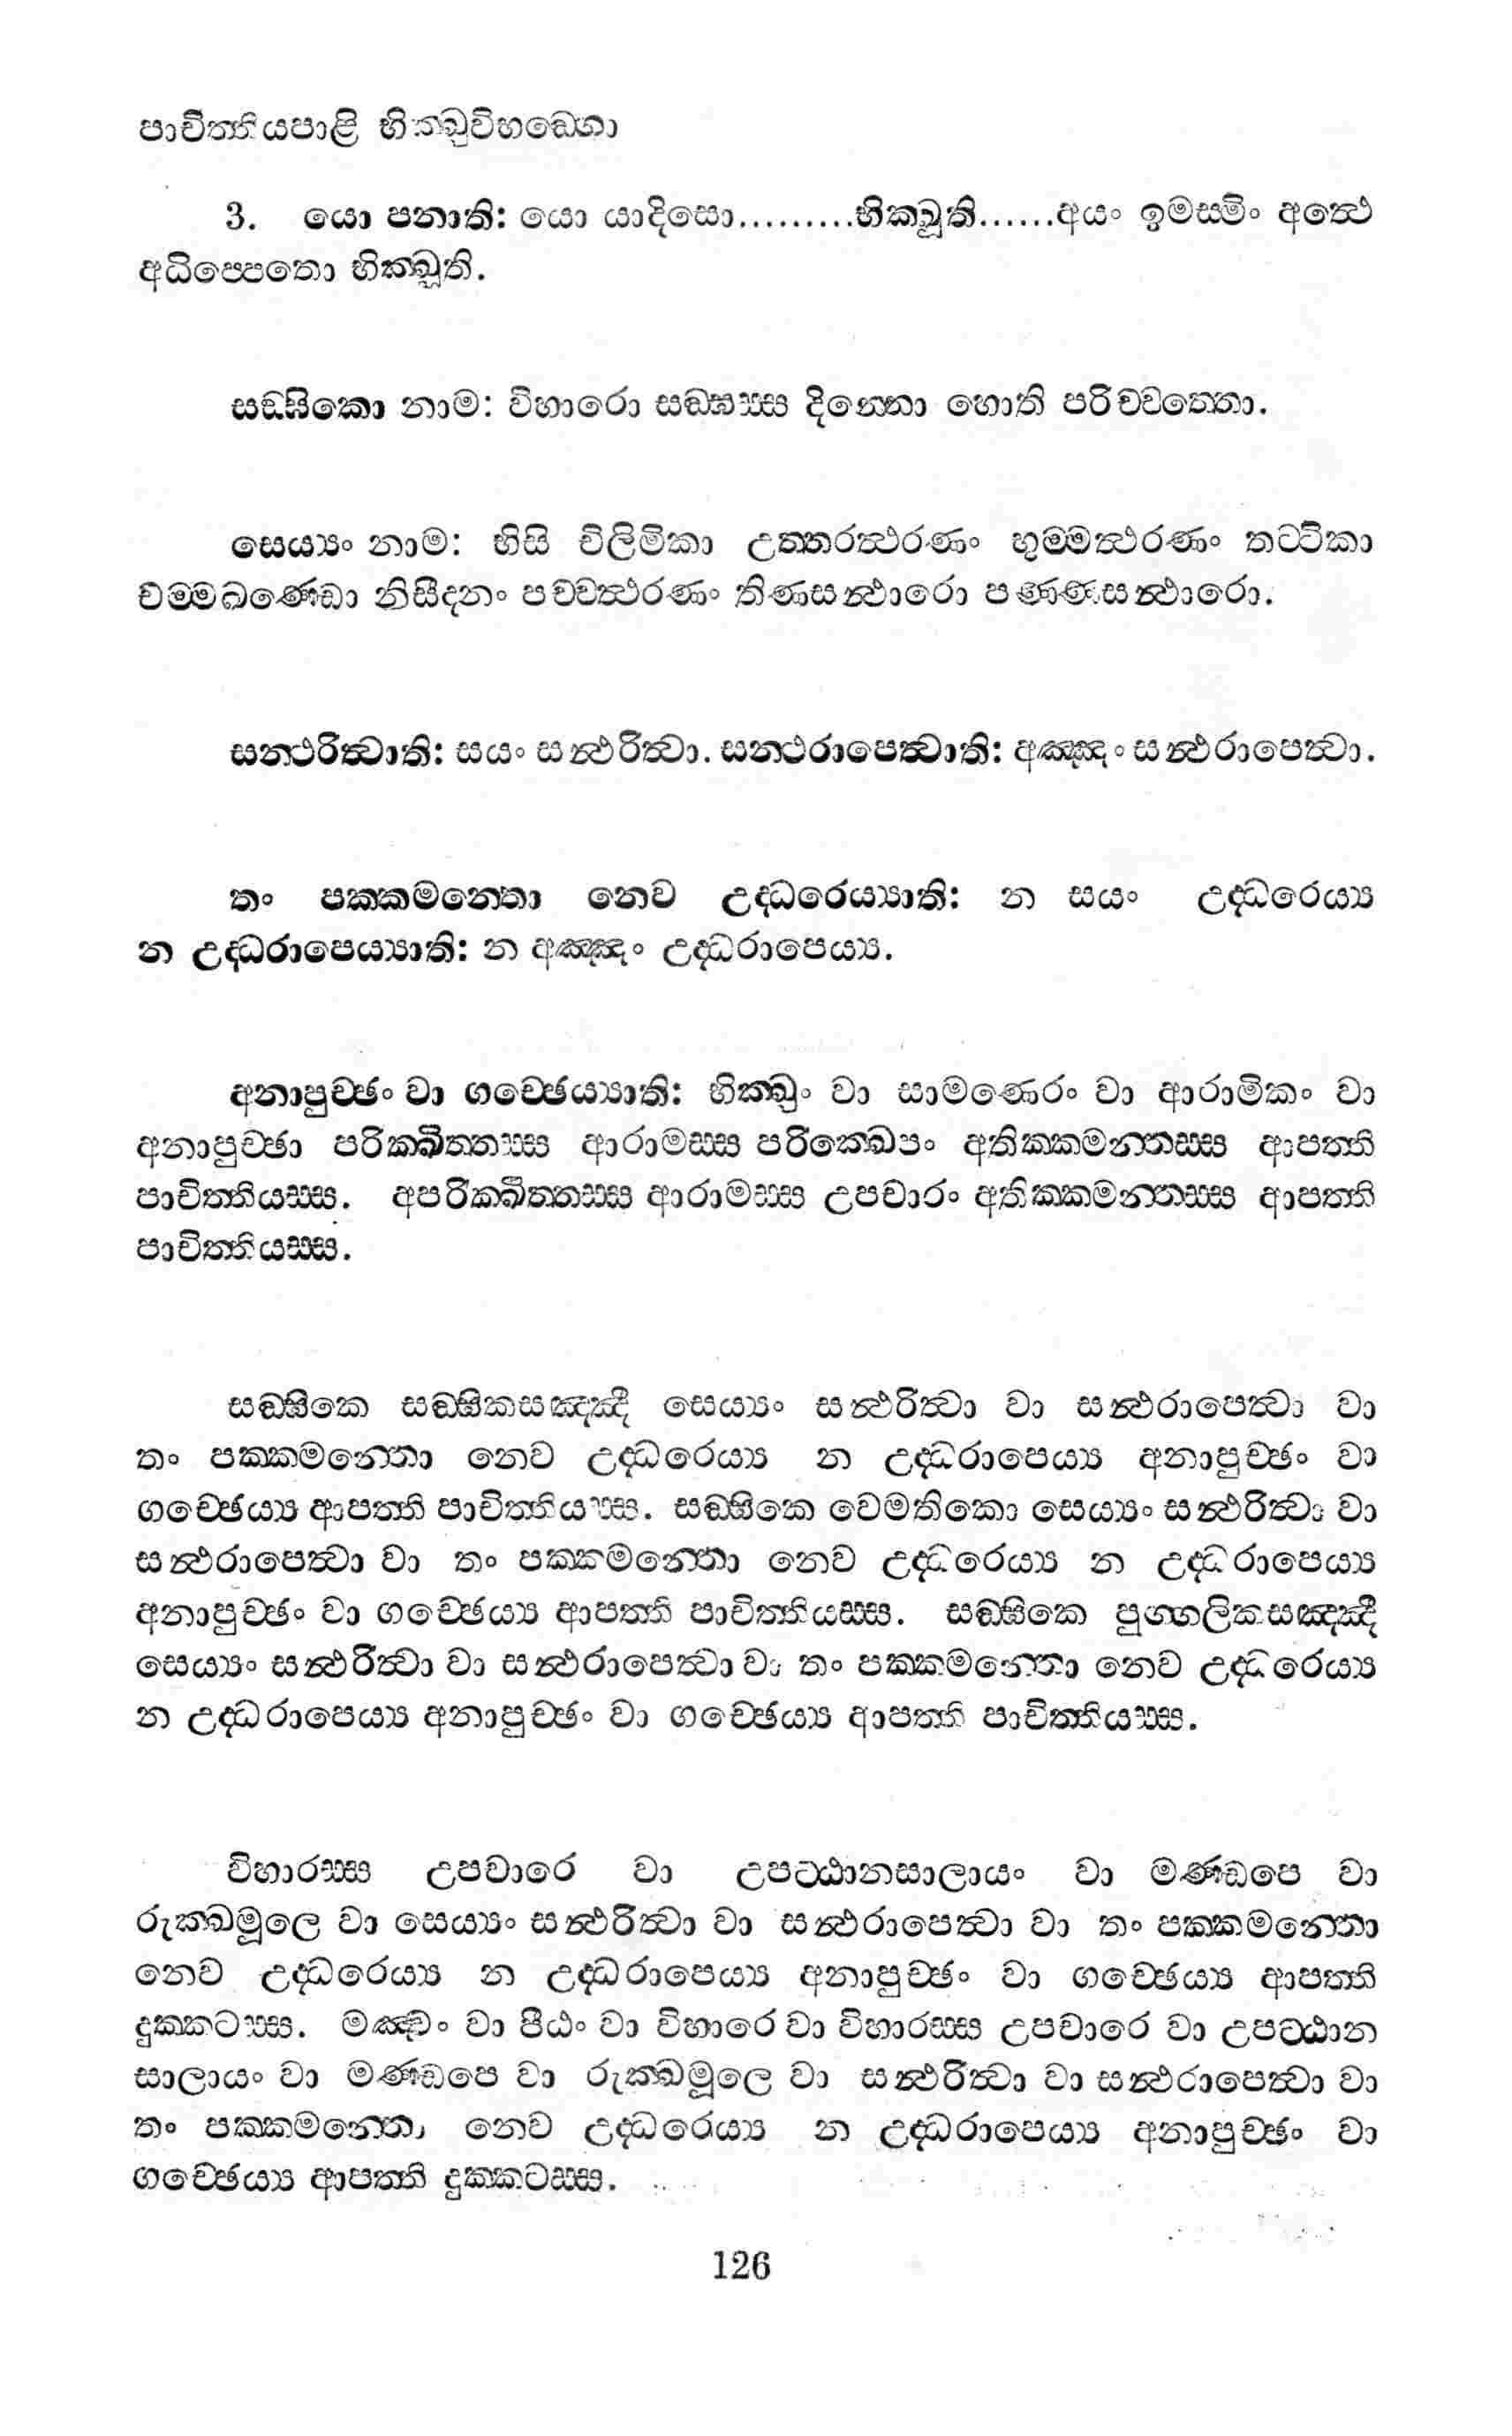 පාචිත්තියපාළි භික්ඛුවිභඞ්ගො
3. යො පනාති: යො යාදිසො.........භික්ඛූති......අයං ඉමස්මිං අත්ථෙ
අධිප්පෙතො භික්ඛූති.
සඞ්ඝිකො නාම: විහාරො සඞ්ඝස්ස දින්නො හොති පරිච්චත්තො.
සෙය්‍යං නාම: භිසි චිලිමිකා උත්තරත්ථරණං භුම්මත්ථරණං තට්ටිකා
චම්මඛණ්ඩො නිසීදනං පච්චත්ථරණං තිණසන්ථාරො පණ්ණසන්ථාරො.
සන්ථරිත්වාති: සයං සන්ථරිත්වා. සන්ථරාපෙත්වාති: අඤ්ඤං සන්ථරාපෙත්වා.
තං පක්කමන්තො නෙව උද්ධරෙය්‍යාති: න සයං උද්ධරෙය්‍ය
න උද්ධරාපෙය්‍යාති: න අඤ්ඤං උද්ධරාපෙය්‍ය.
අනාපුච්ඡං වා ගච්ඡෙය්‍යාති: භික්ඛුං වා සාමණෙරං වා ආරාමිකං වා
අනාපුච්ඡා පරික්ඛිත්තස්ස ආරාමස්ස පරික්ඛෙපං අතික්කමන්තස්ස ආපත්ති
පාචිත්තියස්ස. අපරික්ඛිත්තස්ස ආරාමස්ස උපචාරං අතික්කමන්තස්ස ආපත්ති
පාචිත්තියස්ස.
සඞ්ඝිකෙ සඞ්ඝිකසඤ්ඤී සෙය්‍යං සන්ථරිත්වා වා සන්ථරාපෙත්වා වා
තං පක්කමන්තො නෙව උද්ධරෙය්‍ය න උද්ධරාපෙය්‍ය අනාපුච්ඡං වා
ගච්ඡෙය්‍ය ආපත්ති පාචිත්තියස්ස. සඞ්ඝිකෙ වෙමතිකො සෙය්‍යං සන්ථරිත්වා වා
සන්ථරාපෙත්වා වා තං පක්කමන්තො නෙව උද්ධරෙය්‍ය න උද්ධරාපෙය්‍ය
අනාපුච්ඡං වා ගච්ඡෙය්‍ය ආපත්ති පාචිත්තියස්ස. සඞ්ඝිකෙ පුග්ගලිකසඤ්ඤී
සෙය්‍යං සන්ථරිත්වා වා සන්ථරාපෙත්වා වා තං පක්කමන්තො නෙව උද්ධරෙය්‍ය
න උද්ධරාපෙය්‍ය අනාපුච්ඡං වා ගච්ඡෙය්‍ය ආපත්ති පාචිත්තියස්ස.
විහාරස්ස උපචාරෙ වා උපට්ඨානසාලායං වා මණ්ඩපෙ වා
රුක්ඛමූලෙ වා සෙය්‍යං සන්ථරිත්වා වා සන්ථරාපෙත්වා වා තං පක්කමන්තො
නෙව උද්ධරෙය්‍ය න උද්ධරාපෙය්‍ය අනාපුච්ඡං වා ගච්ඡෙය්‍ය ආපත්ති
දුක්කටස්ස. මඤ්චං වා පීඨං වා විහාරෙ වා විහාරස්ස උපචාරෙ වා උපට්ඨාන
සාලායං වා මණ්ඩපෙ වා රුක්ඛමූලෙ වා සන්ථරිත්වා වා සන්ථරාපෙත්වා වා
තං පක්කමන්තො නෙව උද්ධරෙය්‍ය න උද්ධරාපෙය්‍ය අනාපුච්ඡං වා
ගච්ඡෙය්‍ය ආපත්ති දුක්කටස්ස.
126